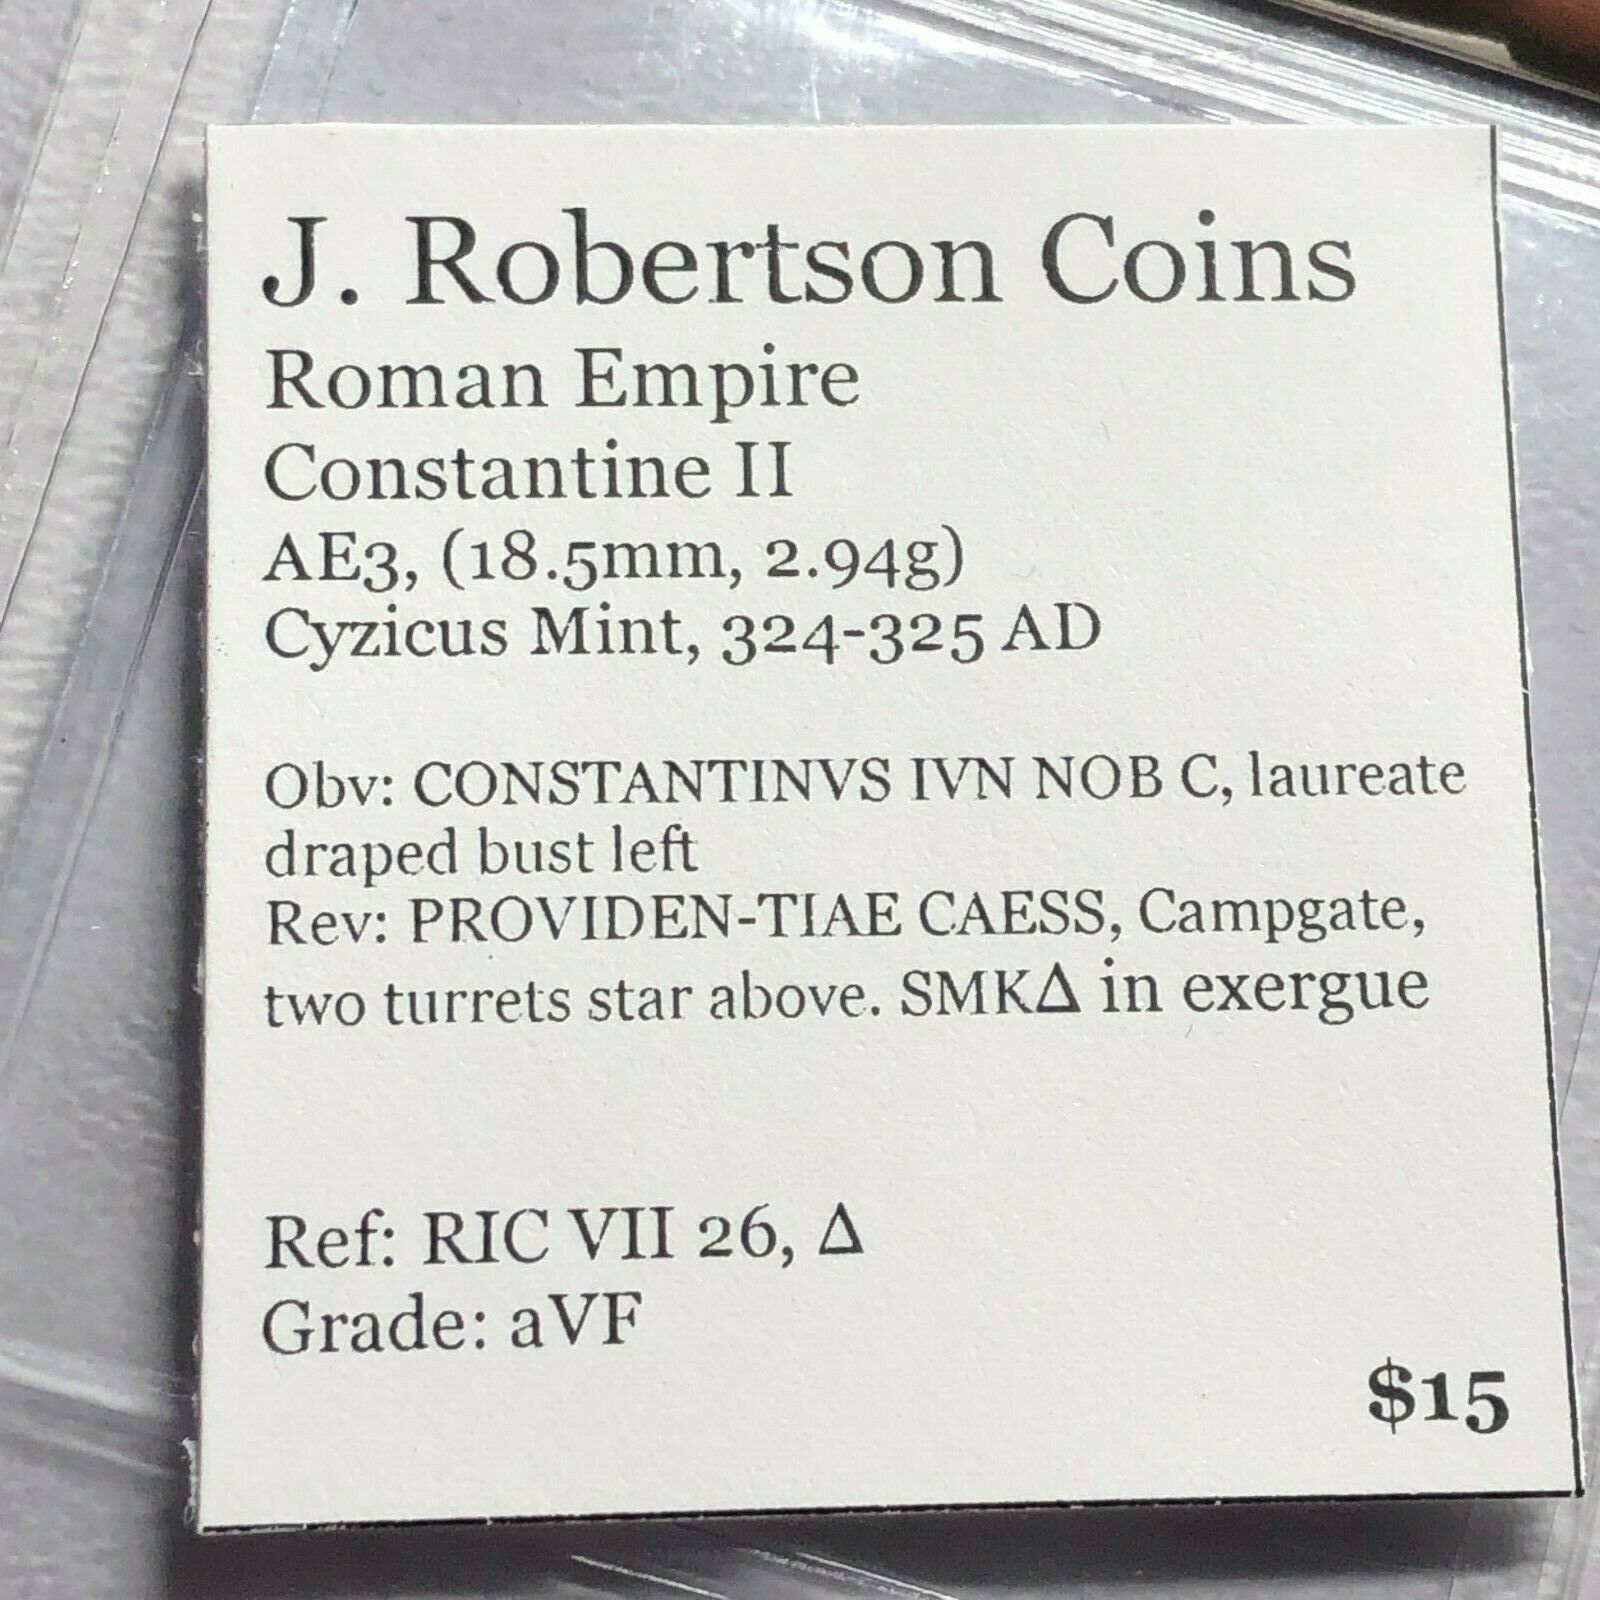 J. Robertson Coins
Roman Empire
Constantine II
AE3, (18.5mm, 2.94g)
Cyzicus Mint, 324-325 AD
Obv: CONSTANTINVS IVN NOB C, laureate
draped bust left
Rev: PROVIDEN-TIAE CAESS, Campgate,
two turrets star above. SMKΔ in exergue
Ref: RIC VII 26, Δ
Grade: aVF
$15